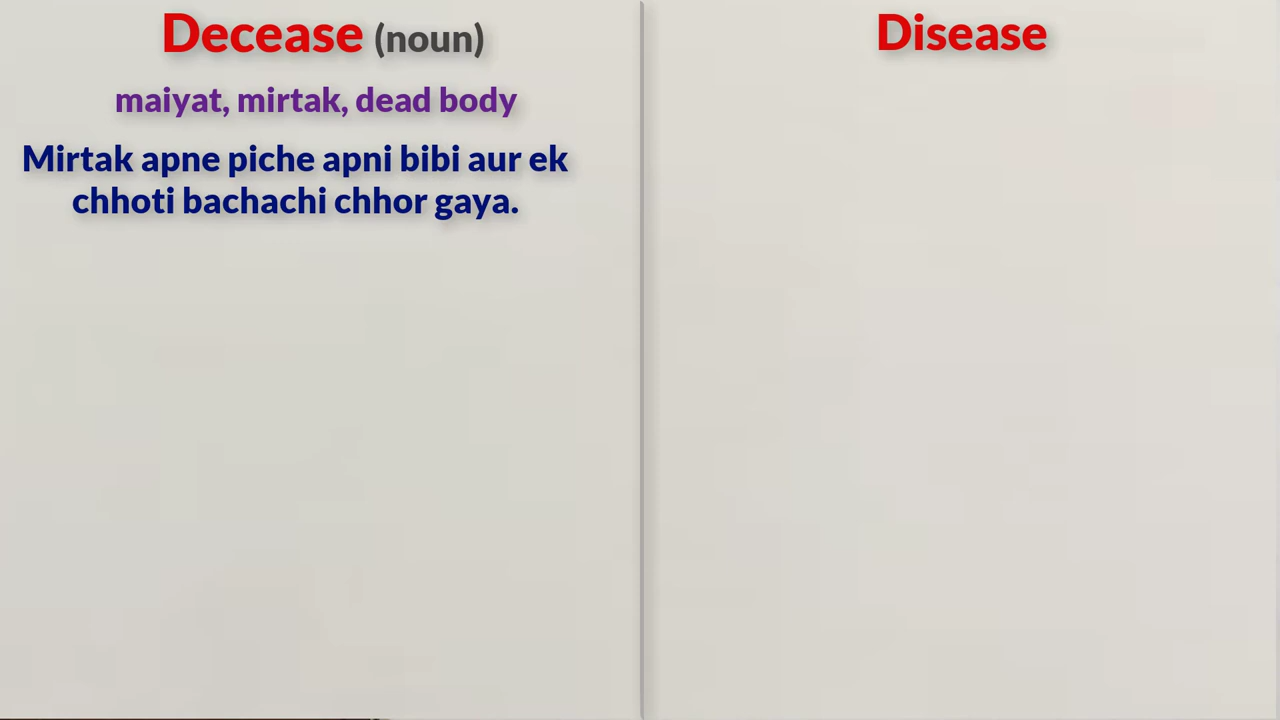 Decease (noun)
maiyat, mirtak, dead body
Mirtak apne piche apni bibi aur ek
chhoti bachachi chhor gaya.
Disease